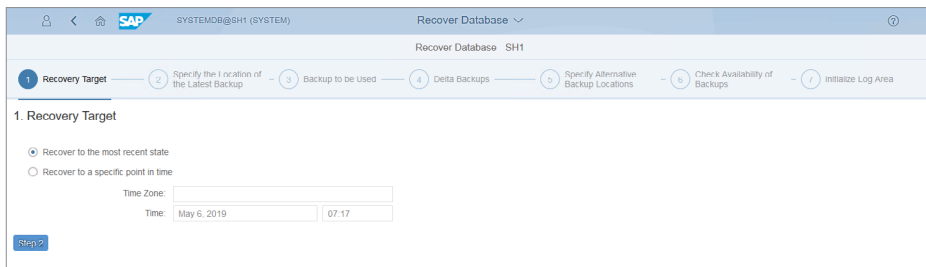 SAP SYSTEMDB@SH1 (SYSTEM) Recover Database ?
Recover Database SH1
1 Recovery Target 2 Specify the Location of the Latest Backup 3 Backup to be Used 4 Delta Backups 5 Specify Alternative Backup Locations 6 Check Availability of Backups 7 Initialize Log Area
1. Recovery Target
Recover to the most recent state
Recover to a specific point in time
Time Zone:
Time: May 6, 2019 07:17
Step 2